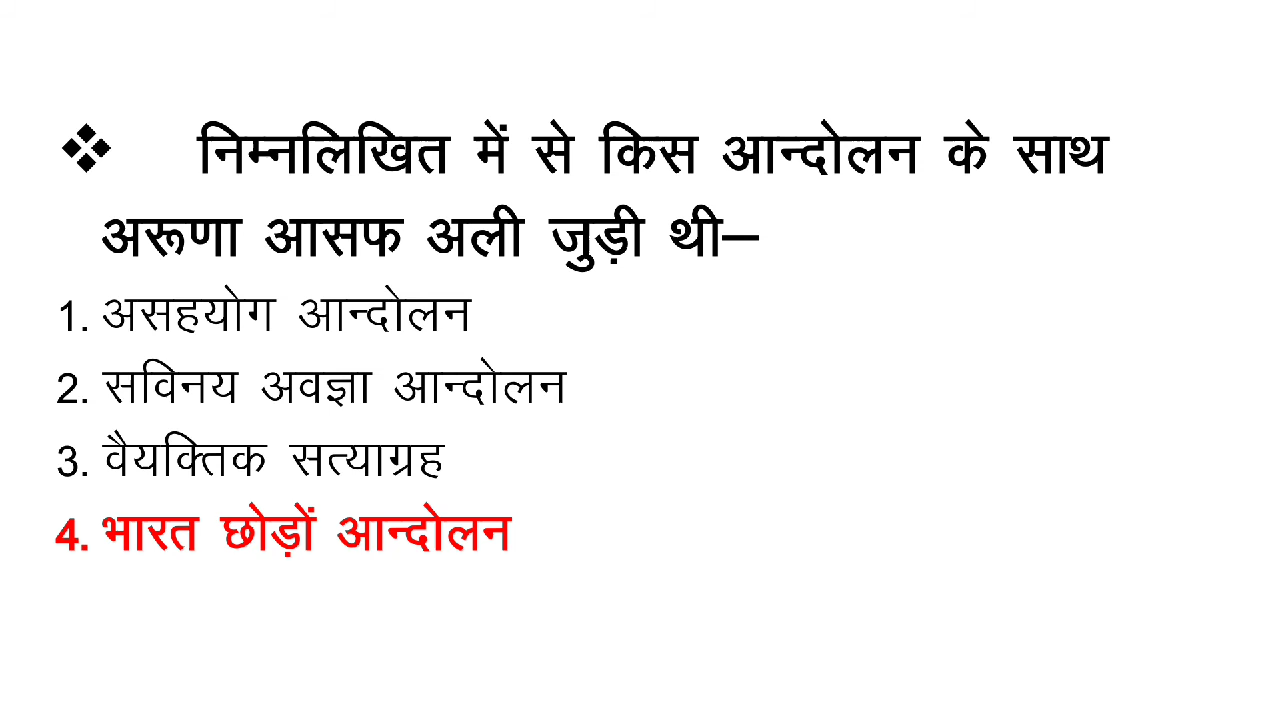 ❖ निम्नलिखित में से किस आन्दोलन के साथ
अरूणा आसफ अली जुड़ी थी–
1. असहयोग आन्दोलन
2. सविनय अवज्ञा आन्दोलन
3. वैयक्तिक सत्याग्रह
4. भारत छोड़ों आन्दोलन